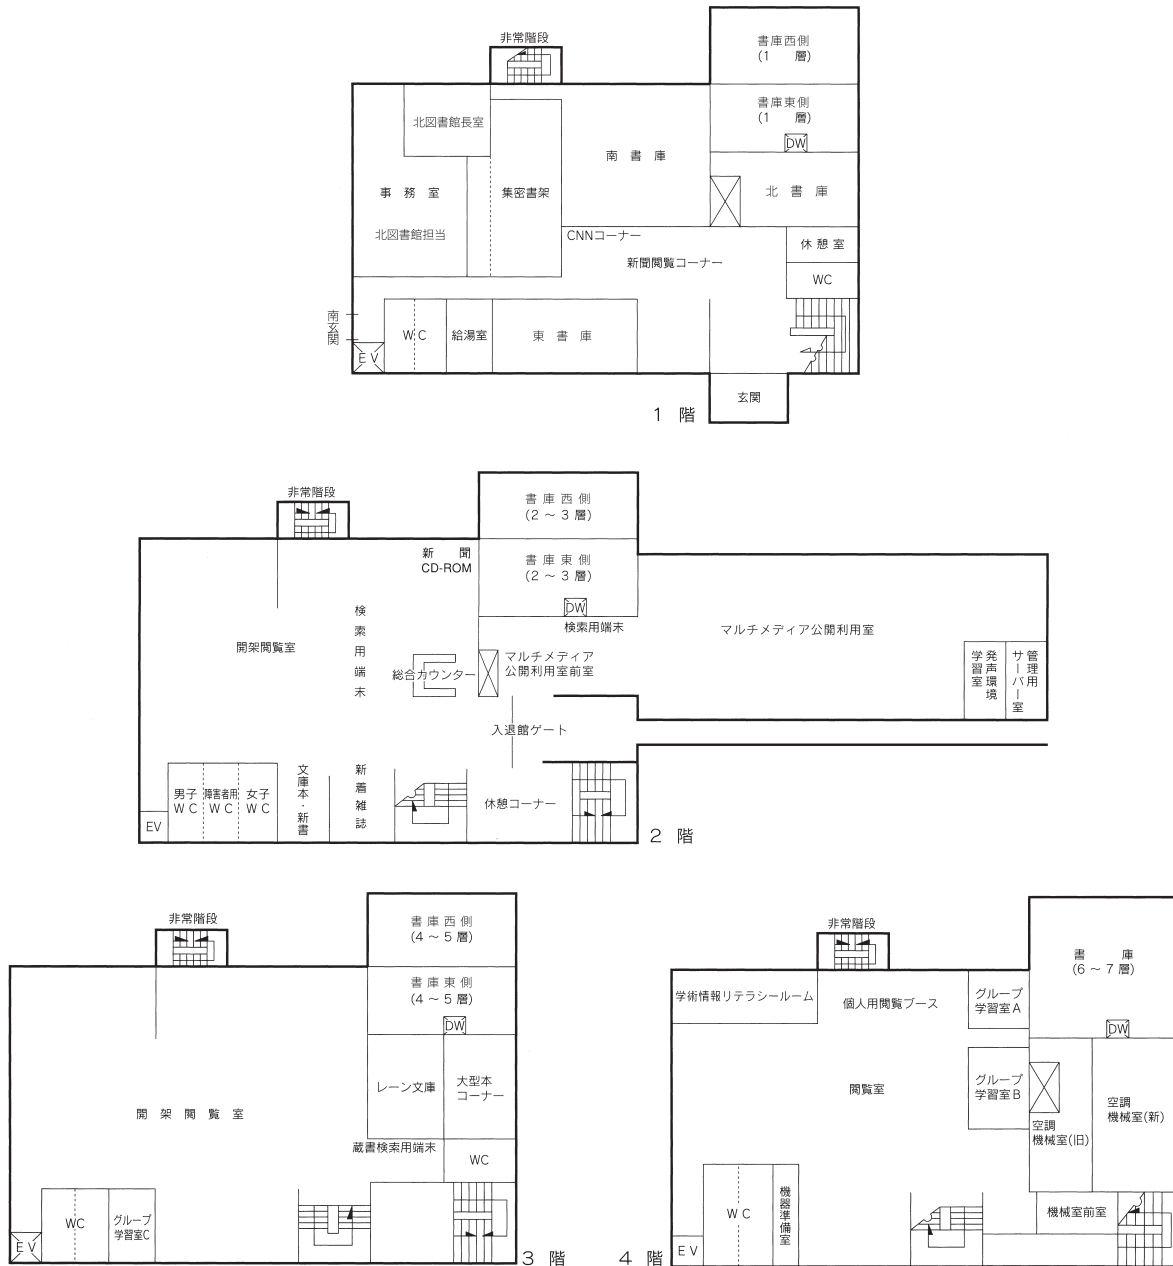 非常階段
書庫西側
(1 層)
北図書館長室
書庫東側
(1 層)
DW
南 書 庫
事 務 室
集密書架
北 書 庫
北図書館担当
CNNコーナー
休 憩 室
新聞閲覧コーナー
WC
南玄関
W C
給湯室
東 書 庫
E V
玄関
1 階
非常階段
書 庫 西 側
(2 ～ 3 層)
新 聞
CD-ROM
書 庫 東 側
(2 ～ 3 層)
DW
検索用端末
検索用端末
マルチメディア公開利用室
開架閲覧室
総合カウンター
マルチメディア
公開利用室前室
発声環境
学習室
管理用
サーバー室
入退館ゲート
男子
W C
障害者用
W C
女子
W C
文庫本・新書
新着雑誌
休憩コーナー
EV
2 階
非常階段
書 庫 西 側
(4 ～ 5 層)
書 庫 東 側
(4 ～ 5 層)
DW
レーン文庫
大型本
コーナー
開 架 閲 覧 室
蔵書検索用端末
WC
WC
グループ
学習室C
E V
3 階
非常階段
書 庫
(6 ～ 7 層)
学術情報リテラシールーム
個人用閲覧ブース
グループ
学習室A
DW
閲覧室
グループ
学習室B
空調
機械室(新)
空調
機械室(旧)
W C
機器準備室
機械室前室
E V
4 階